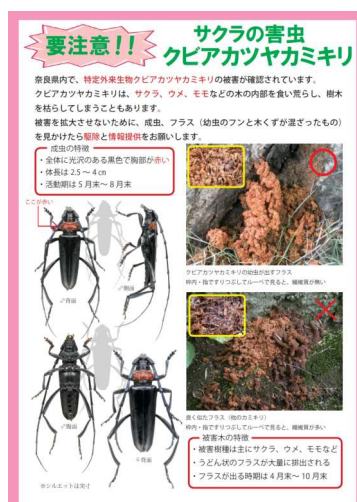 要注意!!
サクラの害虫
クビアカツヤカミキリ
奈良県内で、特定外来生物クビアカツヤカミキリの被害が確認されています。
クビアカツヤカミキリは、サクラ、ウメ、モモなどの木の内部を食い荒らし、樹木
を枯らしてしまうこともあります。
被害を拡大させないために、成虫、フラス（幼虫のフンと木くずが混ざったもの）
を見かけたら駆除と情報提供をお願いします。
成虫の特徴
・全体に光沢のある黒色で胸部が赤い
・体長は 2.5 ～ 4 ㎝
・活動期は 5 月末～ 8 月末
ここが赤い
♂背面
♂側面
♂腹面
♀背面
※シルエットは実寸
クビアカツヤカミキリの幼虫が出すフラス
枠内・指ですりつぶしてルーペで見ると、繊維質が無い
良く似たフラス（他のカミキリ）
枠内・指ですりつぶしてルーペで見ると、繊維質が多い
被害木の特徴
・被害樹種は主にサクラ、ウメ、モモなど
・うどん状のフラスが大量に排出される
・フラスが出る時期は 4 月末～ 10 月末